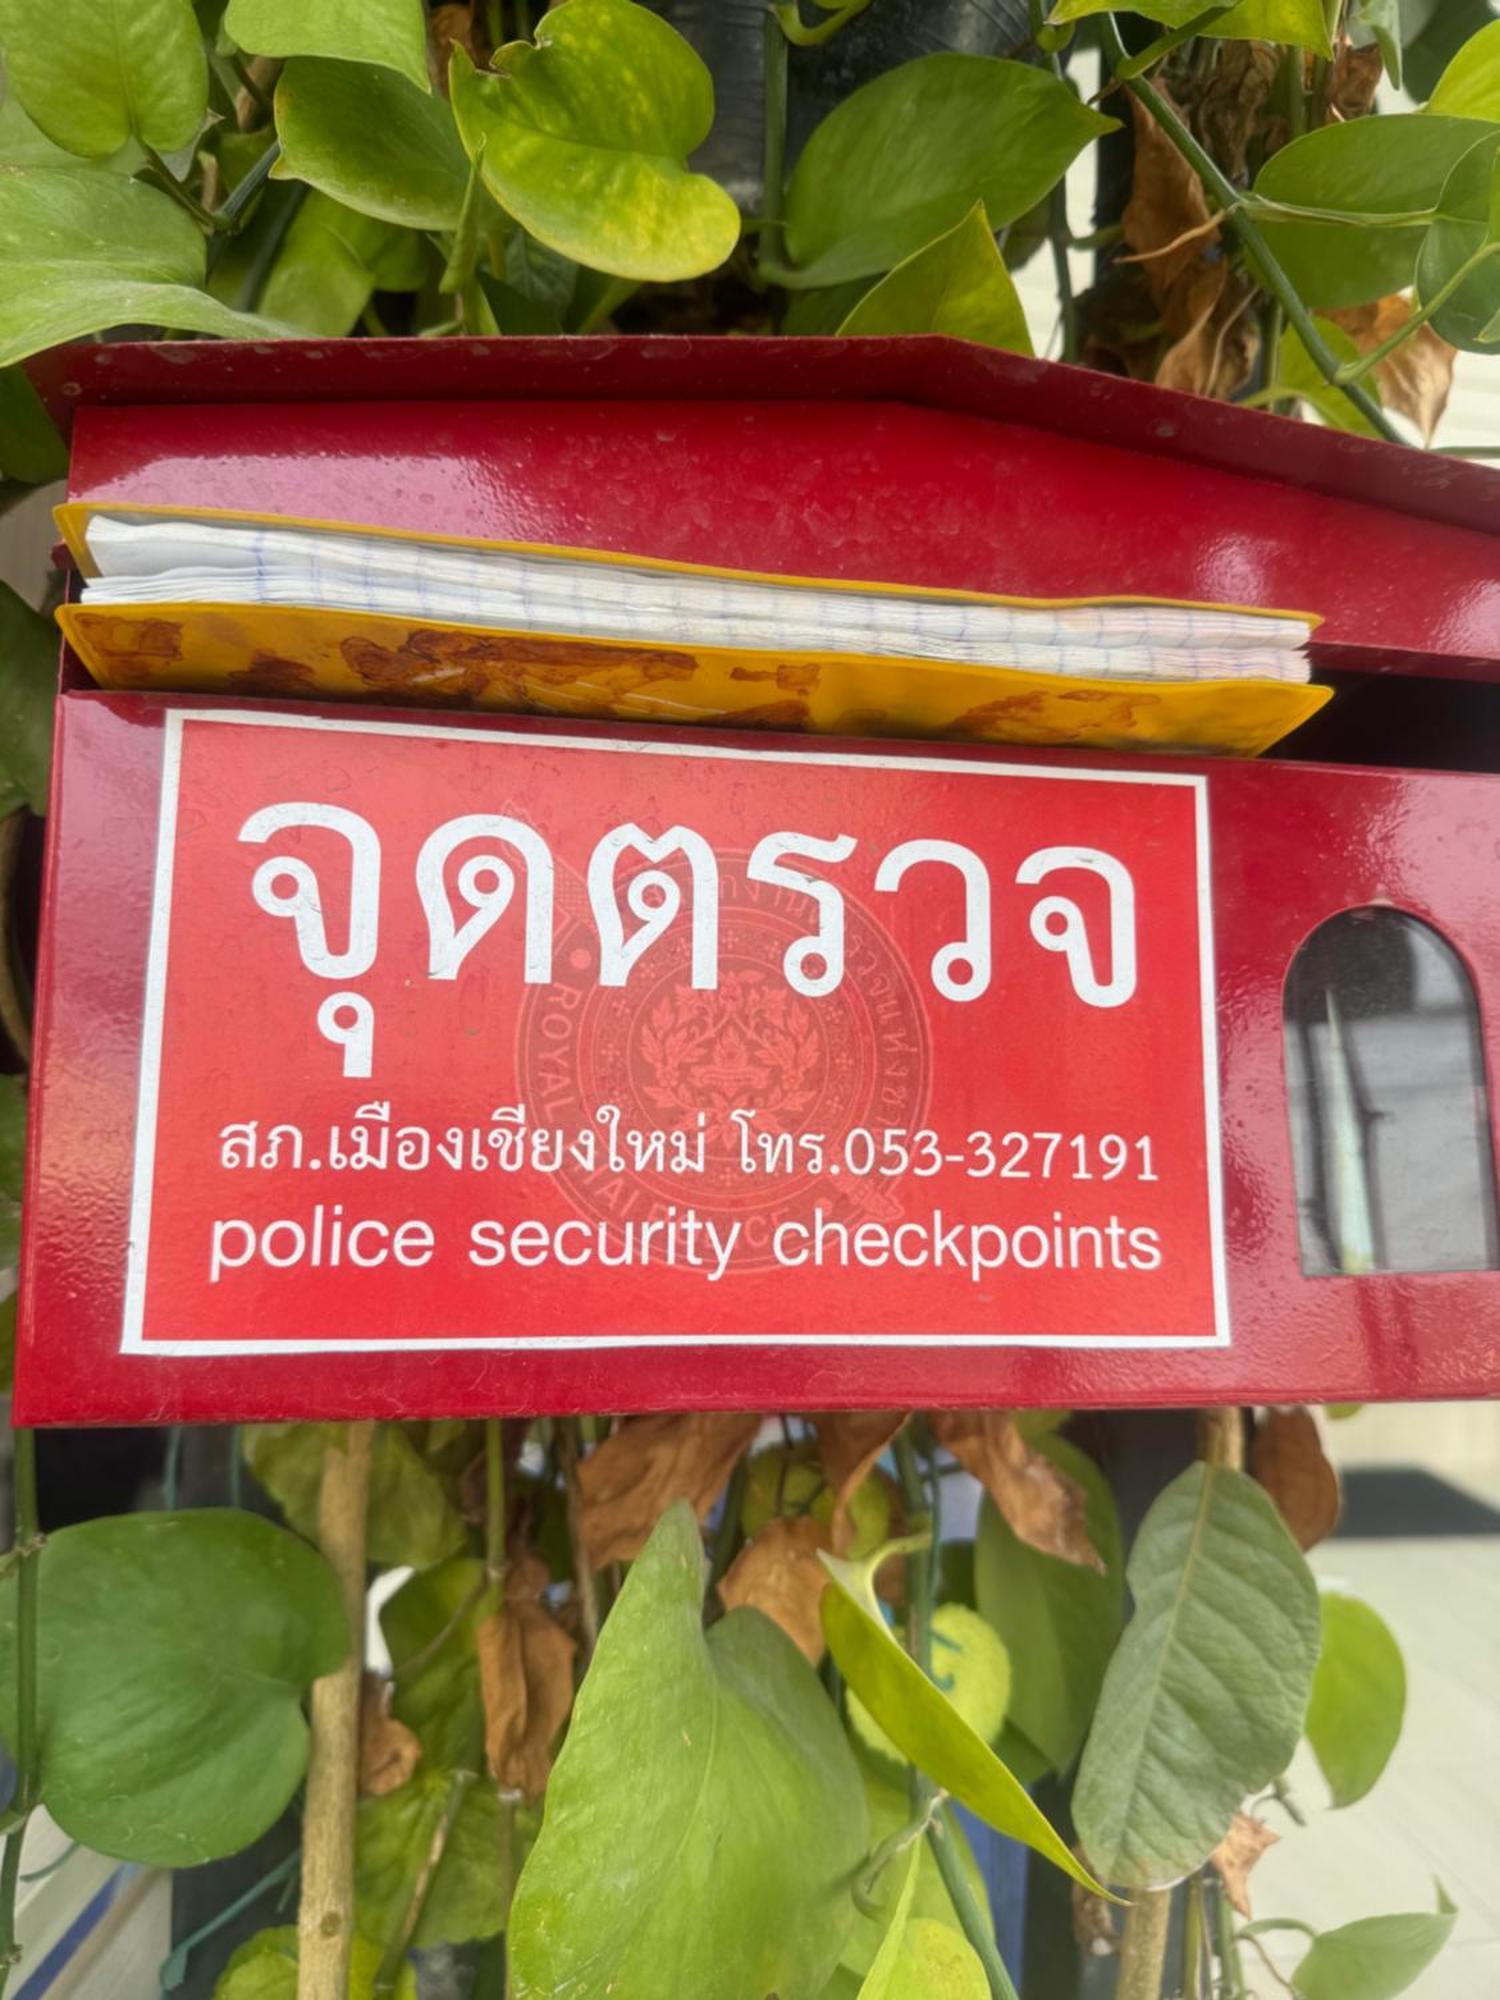 จุดตรวจ
สภ.เมืองเชียงใหม่ โทร.053-327191
police security checkpoints